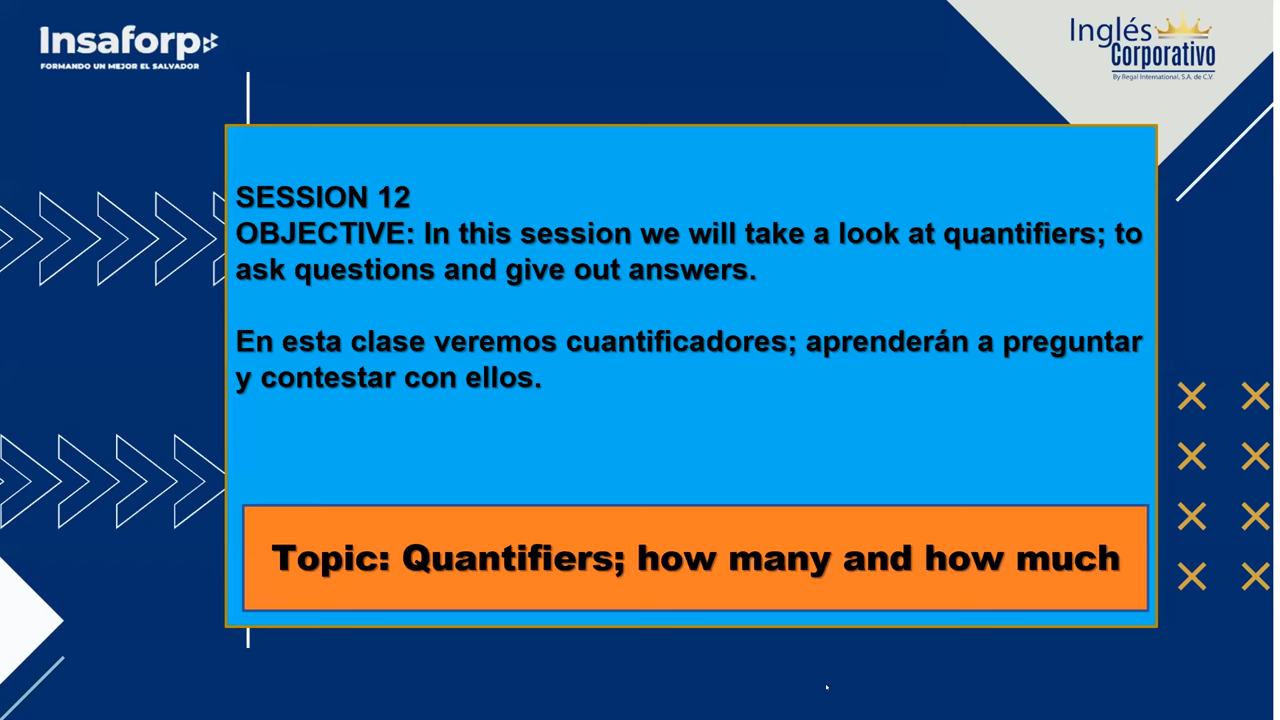 Insaforp
FORMANDO UN MEJOR EL SALVADOR
Inglés
Corporativo
By Regal International, S.A. de C.V.
SESSION 12
OBJECTIVE: In this session we will take a look at quantifiers; to
ask questions and give out answers.
En esta clase veremos cuantificadores; aprenderán a preguntar
y contestar con ellos.
Topic: Quantifiers; how many and how much